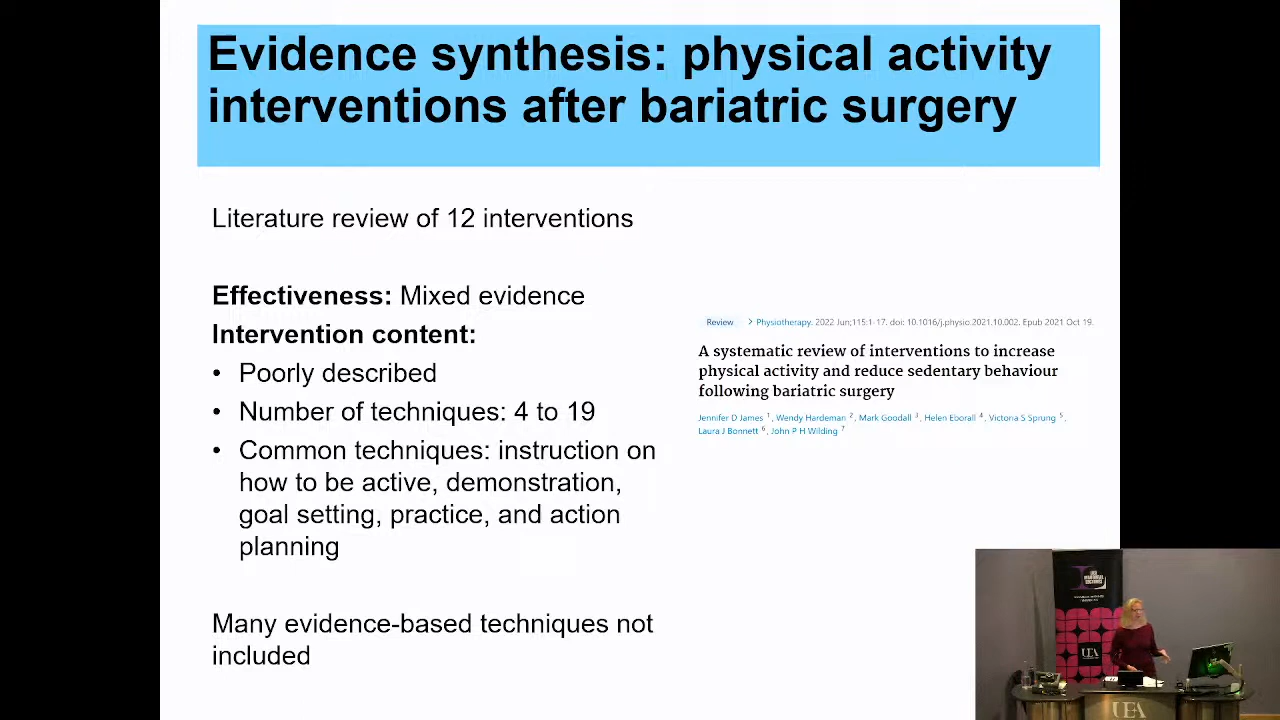 Evidence synthesis: physical activity
interventions after bariatric surgery
Literature review of 12 interventions
Effectiveness: Mixed evidence
Intervention content:
• Poorly described
• Number of techniques: 4 to 19
• Common techniques: instruction on
how to be active, demonstration,
goal setting, practice, and action
planning
Many evidence-based techniques not
included
Review > Physiotherapy. 2022 Jun;115:1-17. doi: 10.1016/j.physio.2021.10.002. Epub 2021 Oct 19.
A systematic review of interventions to increase
physical activity and reduce sedentary behaviour
following bariatric surgery
Jennifer D James 1, Wendy Hardeman 2, Mark Goodall 3, Helen Eborall 4, Victoria S Sprung 5,
Laura J Bonnett 6, John P H Wilding 7
UEA
UEA